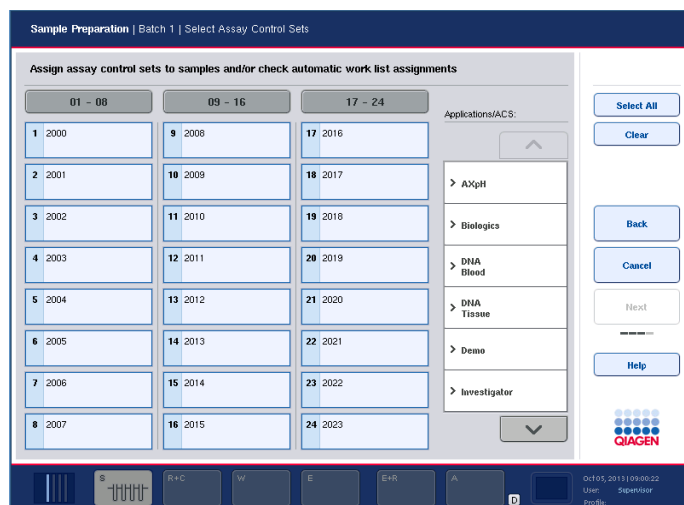 Sample Preparation | Batch 1 | Select Assay Control Sets
Assign assay control sets to samples and/or check automatic work list assignments
01 - 08
09 - 16
17 - 24
Applications/ACS:
1 2000
9 2008
17 2016
2 2001
10 2009
18 2017
3 2002
11 2010
19 2018
4 2003
12 2011
20 2019
5 2004
13 2012
21 2020
6 2005
14 2013
22 2021
7 2006
15 2014
23 2022
8 2007
16 2015
24 2023
> AXpH
> Biologics
> DNA
Blood
> DNA
Tissue
> Demo
> Investigator
Select All
Clear
Back
Cancel
Next
Help
QIAGEN
S
R+C
W
E
E+R
A
D
Oct 03, 2013 | 09:00:22
User: Supervisor
Profile: